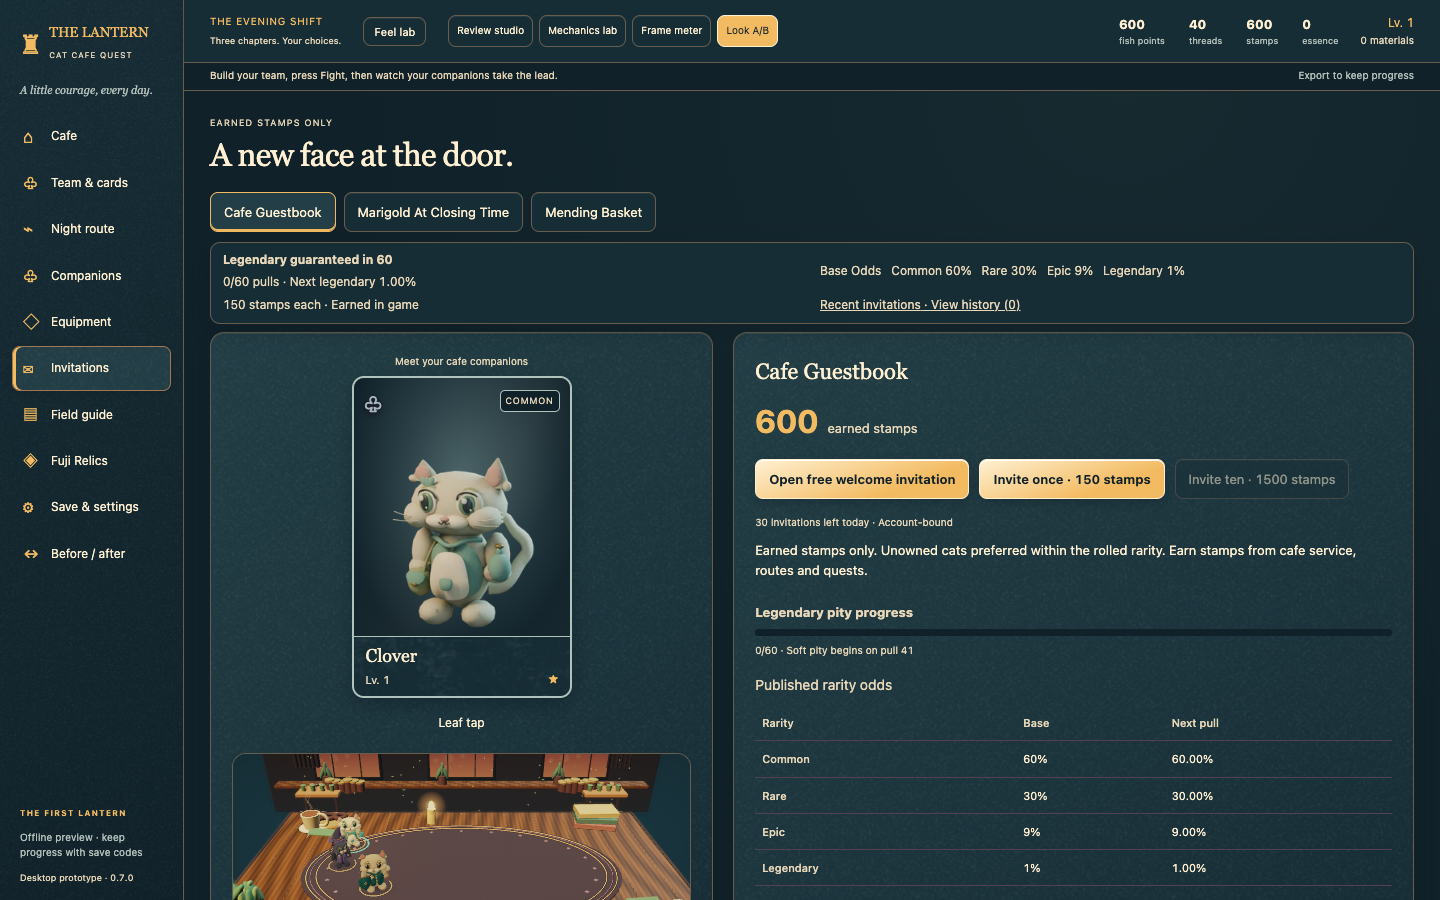 THE LANTERN
CAT CAFE QUEST
A little courage, every day.
Cafe
Team & cards
Night route
Companions
Equipment
Invitations
Field guide
Fuji Relics
Save & settings
Before / after
THE FIRST LANTERN
Offline preview · keep
progress with save codes
Desktop prototype · 0.7.0
THE EVENING SHIFT
Three chapters. Your choices.
Feel lab
Review studio
Mechanics lab
Frame meter
Look A/B
600
fish points
40
threads
600
stamps
0
essence
Lv. 1
0 materials
Build your team, press Fight, then watch your companions take the lead.
Export to keep progress
EARNED STAMPS ONLY
A new face at the door.
Cafe Guestbook
Marigold At Closing Time
Mending Basket
Legendary guaranteed in 60
0/60 pulls · Next legendary 1.00%
150 stamps each · Earned in game
Base Odds Common 60% Rare 30% Epic 9% Legendary 1%
Recent invitations · View history (0)
Meet your cafe companions
COMMON
Clover
Lv. 1
Leaf tap
Cafe Guestbook
600 earned stamps
Open free welcome invitation
Invite once · 150 stamps
Invite ten · 1500 stamps
30 invitations left today · Account-bound
Earned stamps only. Unowned cats preferred within the rolled rarity. Earn stamps from cafe service,
routes and quests.
Legendary pity progress
0/60 · Soft pity begins on pull 41
Published rarity odds
Rarity Base Next pull
Common 60% 60.00%
Rare 30% 30.00%
Epic 9% 9.00%
Legendary 1% 1.00%